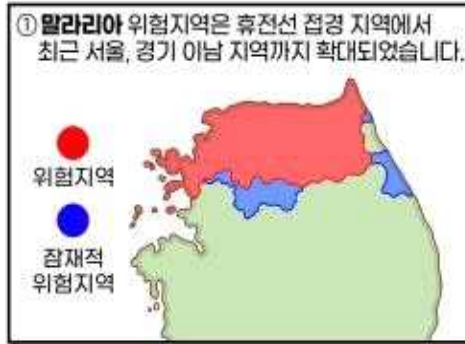 ① 말라리아 위험지역은 휴전선 접경 지역에서
최근 서울, 경기 이남 지역까지 확대되었습니다.
위험지역
잠재적
위험지역